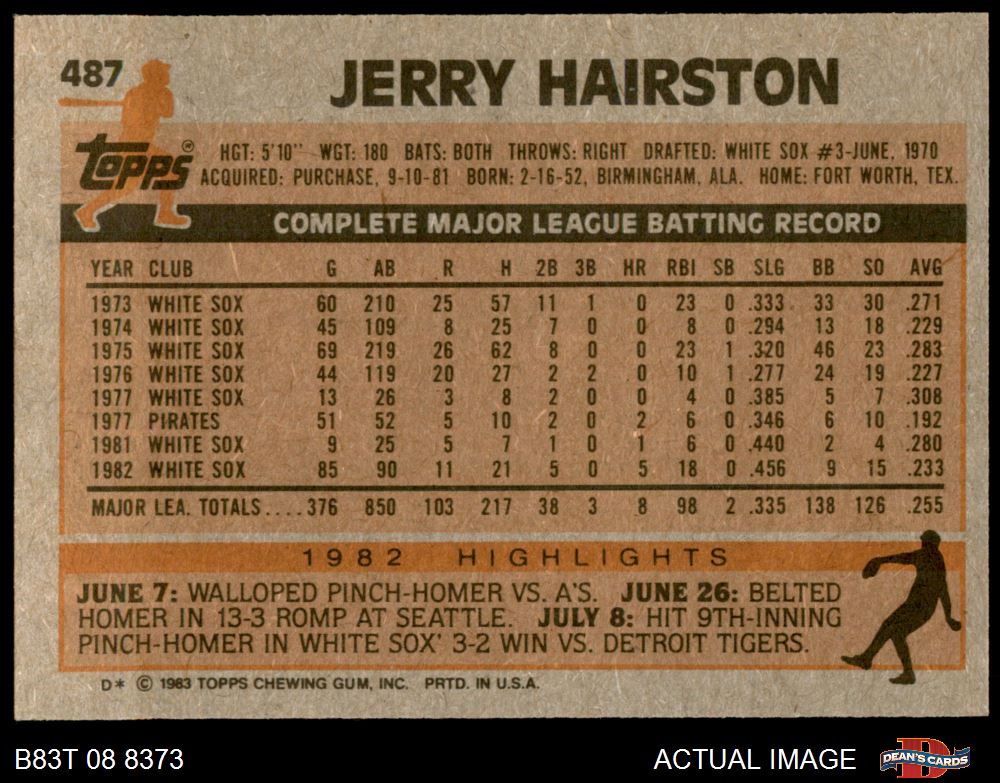 487
JERRY HAIRSTON
Topps®
HGT: 5'10" WGT: 180 BATS: BOTH THROWS: RIGHT DRAFTED: WHITE SOX #3-JUNE, 1970
ACQUIRED: PURCHASE, 9-10-81 BORN: 2-16-52, BIRMINGHAM, ALA. HOME: FORT WORTH, TEX.
COMPLETE MAJOR LEAGUE BATTING RECORD
YEAR CLUB G AB R H 2B 3B HR RBI SB SLG BB SO AVG
1973 WHITE SOX 60 210 25 57 11 1 0 23 0 .333 33 30 .271
1974 WHITE SOX 45 109 8 25 7 0 0 8 0 .294 13 18 .229
1975 WHITE SOX 69 219 26 62 8 0 0 23 1 .320 46 23 .283
1976 WHITE SOX 44 119 20 27 2 2 0 10 1 .277 24 19 .227
1977 WHITE SOX 13 26 3 8 2 0 0 4 0 .385 5 7 .308
1977 PIRATES 51 52 5 10 2 0 2 6 0 .346 6 10 .192
1981 WHITE SOX 9 25 5 7 1 0 1 6 0 .440 2 4 .280
1982 WHITE SOX 85 90 11 21 5 0 5 18 0 .456 9 15 .233
MAJOR LEA. TOTALS....376 850 103 217 38 3 8 98 2 .335 138 126 .255
1982 HIGHLIGHTS
JUNE 7: WALLOPED PINCH-HOMER VS. A'S. JUNE 26: BELTED
HOMER IN 13-3 ROMP AT SEATTLE. JULY 8: HIT 9TH-INNING
PINCH-HOMER IN WHITE SOX' 3-2 WIN VS. DETROIT TIGERS.
D* © 1983 TOPPS CHEWING GUM, INC. PRTD. IN U.S.A.
B83T 08 8373
ACTUAL IMAGE
D
DEAN'S CARDS